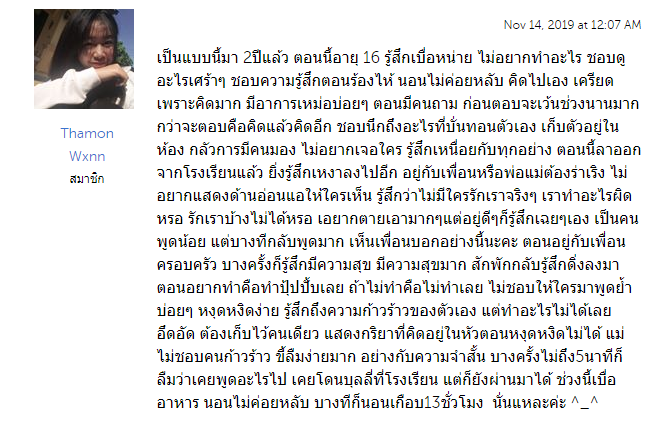 Nov 14, 2019 at 12:07 AM
Thamon
Wxnn
สมาชิก
เป็นแบบนี้มา 2ปีแล้ว ตอนนี้อายุ 16 รู้สึกเบื่อหน่าย ไม่อยากทำอะไร ชอบดู
อะไรเศร้าๆ ชอบความรู้สึกตอนร้องไห้ นอนไม่ค่อยหลับ คิดไปเอง เครียด
เพราะคิดมาก มีอาการเหม่อบ่อยๆ ตอนมีคนถาม ก่อนตอบจะเว้นช่วงนานมาก
กว่าจะตอบคือคิดแล้วคิดอีก ชอบนึกถึงอะไรที่บั่นทอนตัวเอง เก็บตัวอยู่ใน
ห้อง กลัวการมีคนมอง ไม่อยากเจอใคร รู้สึกเหนื่อยกับทุกอย่าง ตอนนี้ลาออก
จากโรงเรียนแล้ว ยิ่งรู้สึกเหงาลงไปอีก อยู่กับเพื่อนหรือพ่อแม่ต้องร่าเริง ไม่
อยากแสดงด้านอ่อนแอให้ใครเห็น รู้สึกว่าไม่มีใครรักเราจริงๆ เราทำอะไรผิด
หรอ รักเราบ้างไม่ได้หรอ เอยากตายเอามากๆแต่อยู่ดีๆก็รู้สึกเฉยๆเอง เป็นคน
พูดน้อย แต่บางทีกลับพูดมาก เห็นเพื่อนบอกอย่างนี้นะคะ ตอนอยู่กับเพื่อน
ครอบครัว บางครั้งก็รู้สึกมีความสุข มีความสุขมาก สักพักกลับรู้สึกดิ่งลงมา
ตอนอยากทำคือทำปุ้ปปั้บเลย ถ้าไม่ทำคือไม่ทำเลย ไม่ชอบให้ใครมาพูดย้ำ
บ่อยๆ หงุดหงิดง่าย รู้สึกถึงความก้าวร้าวของตัวเอง แต่ทำอะไรไม่ได้เลย
อึดอัด ต้องเก็บไว้คนเดียว แสดงกริยาที่คิดอยู่ในหัวตอนหงุดหงิดไม่ได้ แม่
ไม่ชอบคนก้าวร้าว ขี้ลืมง่ายมาก อย่างกับความจำสั้น บางครั้งไม่ถึง5นาทีก็
ลืมว่าเคยพูดอะไรไป เคยโดนบุลลี่ที่โรงเรียน แต่ก็ยังผ่านมาได้ ช่วงนี้เบื่อ
อาหาร นอนไม่ค่อยหลับ บางทีก็นอนเกือบ13ชั่วโมง นั่นแหละค่ะ ^_^